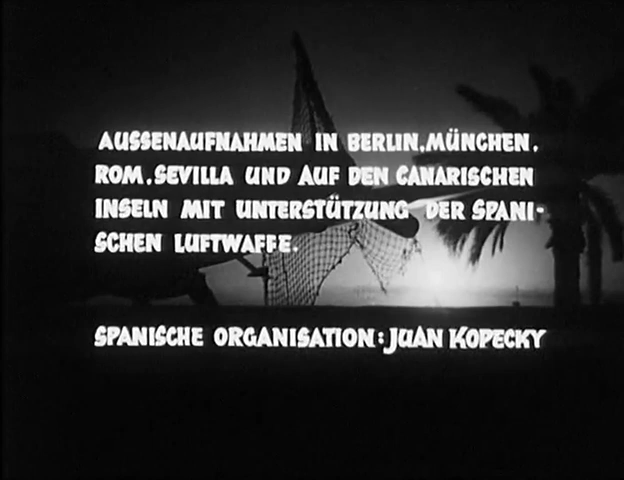 AUSSENAUFNAHMEN IN BERLIN, MÜNCHEN,
ROM, SEVILLA UND AUF DEN CANARISCHEN
INSELN MIT UNTERSTÜTZUNG DER SPANI-
SCHEN LUFTWAFFE.
SPANISCHE ORGANISATION: JUAN KOPECKY